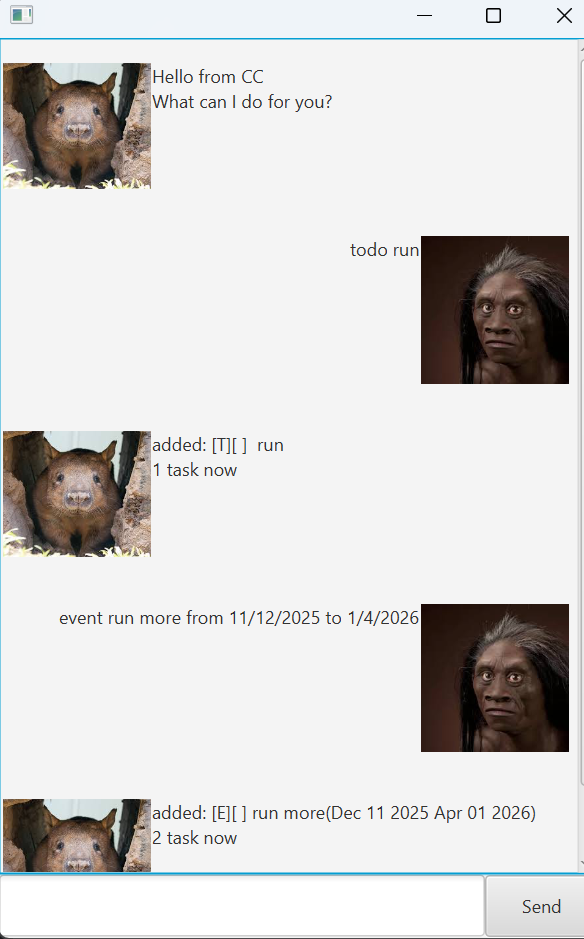 Hello from CC
What can I do for you?
todo run
added: [T][ ]  run
1 task now
event run more from 11/12/2025 to 1/4/2026
added: [E][ ] run more(Dec 11 2025 Apr 01 2026)
2 task now
Send